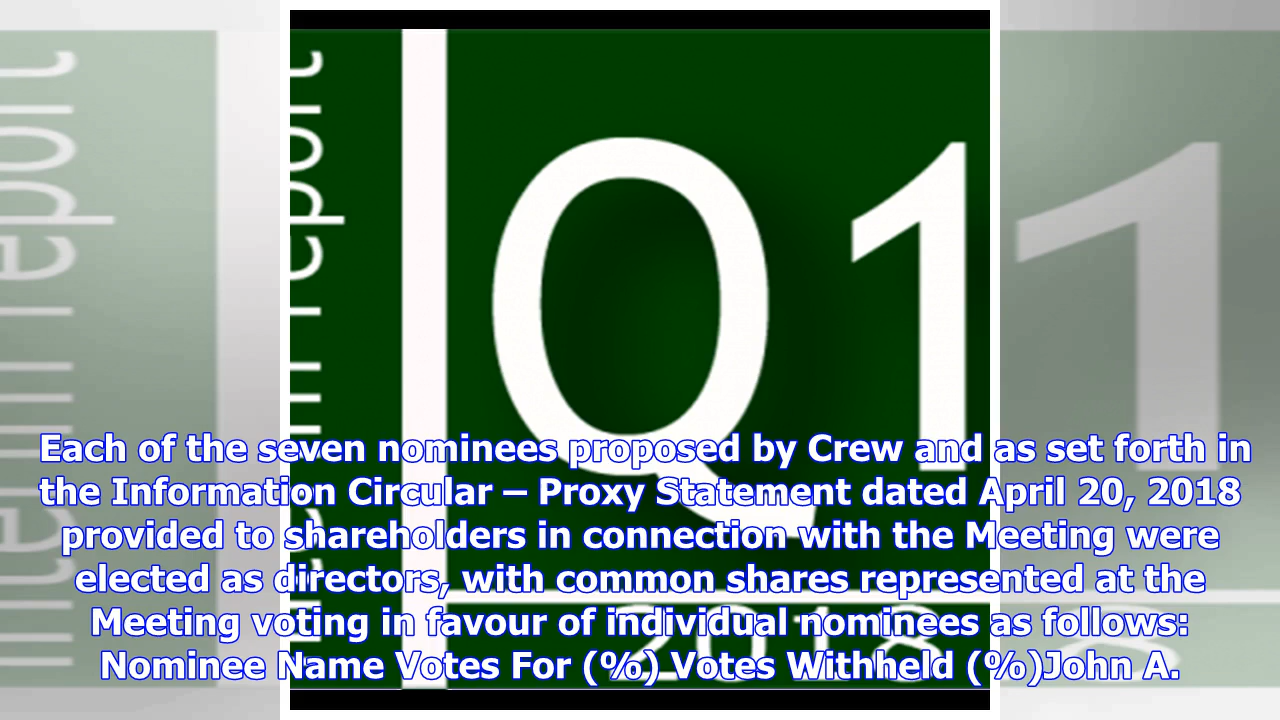 interim report
Q1
2018
Each of the seven nominees proposed by Crew and as set forth in
the Information Circular – Proxy Statement dated April 20, 2018
provided to shareholders in connection with the Meeting were
elected as directors, with common shares represented at the
Meeting voting in favour of individual nominees as follows:
Nominee Name Votes For (%) Votes Withheld (%)John A.